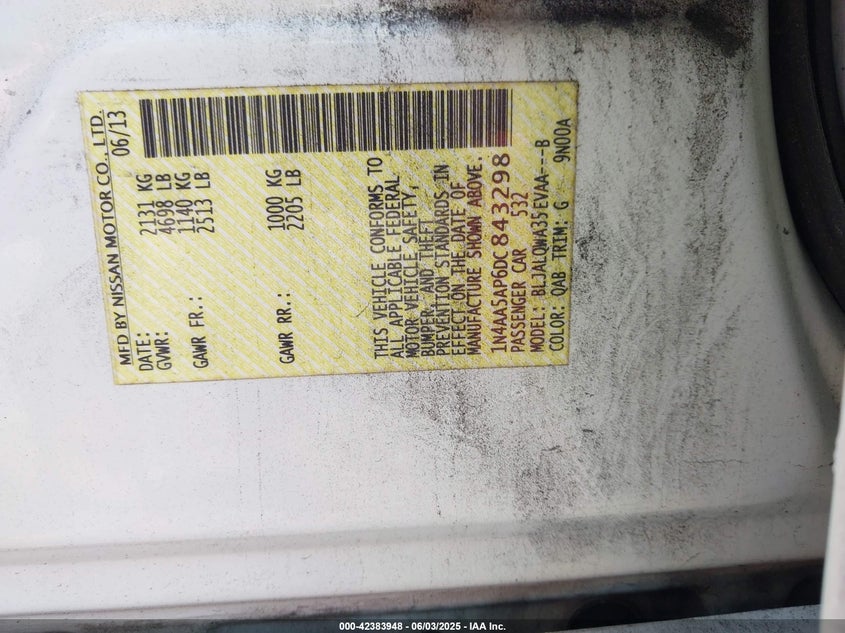 MFD BY NISSAN MOTOR CO., LTD.
DATE: 06/13
GVWR: 2131 KG
4698 LB
GAWR FR.: 1140 KG
2513 LB
GAWR RR.: 1000 KG
2205 LB
THIS VEHICLE CONFORMS TO
ALL APPLICABLE FEDERAL
MOTOR VEHICLE SAFETY,
BUMPER, AND THEFT
PREVENTION STANDARDS IN
EFFECT ON THE DATE OF
MANUFACTURE SHOWN ABOVE.
1N4AA5AP6DC843298
PASSENGER CAR 532
MODEL: BLJALQWA35EVAA---B
COLOR: QAB TRIM: G 9N00A
000-42383948 - 06/03/2025 - IAA Inc.